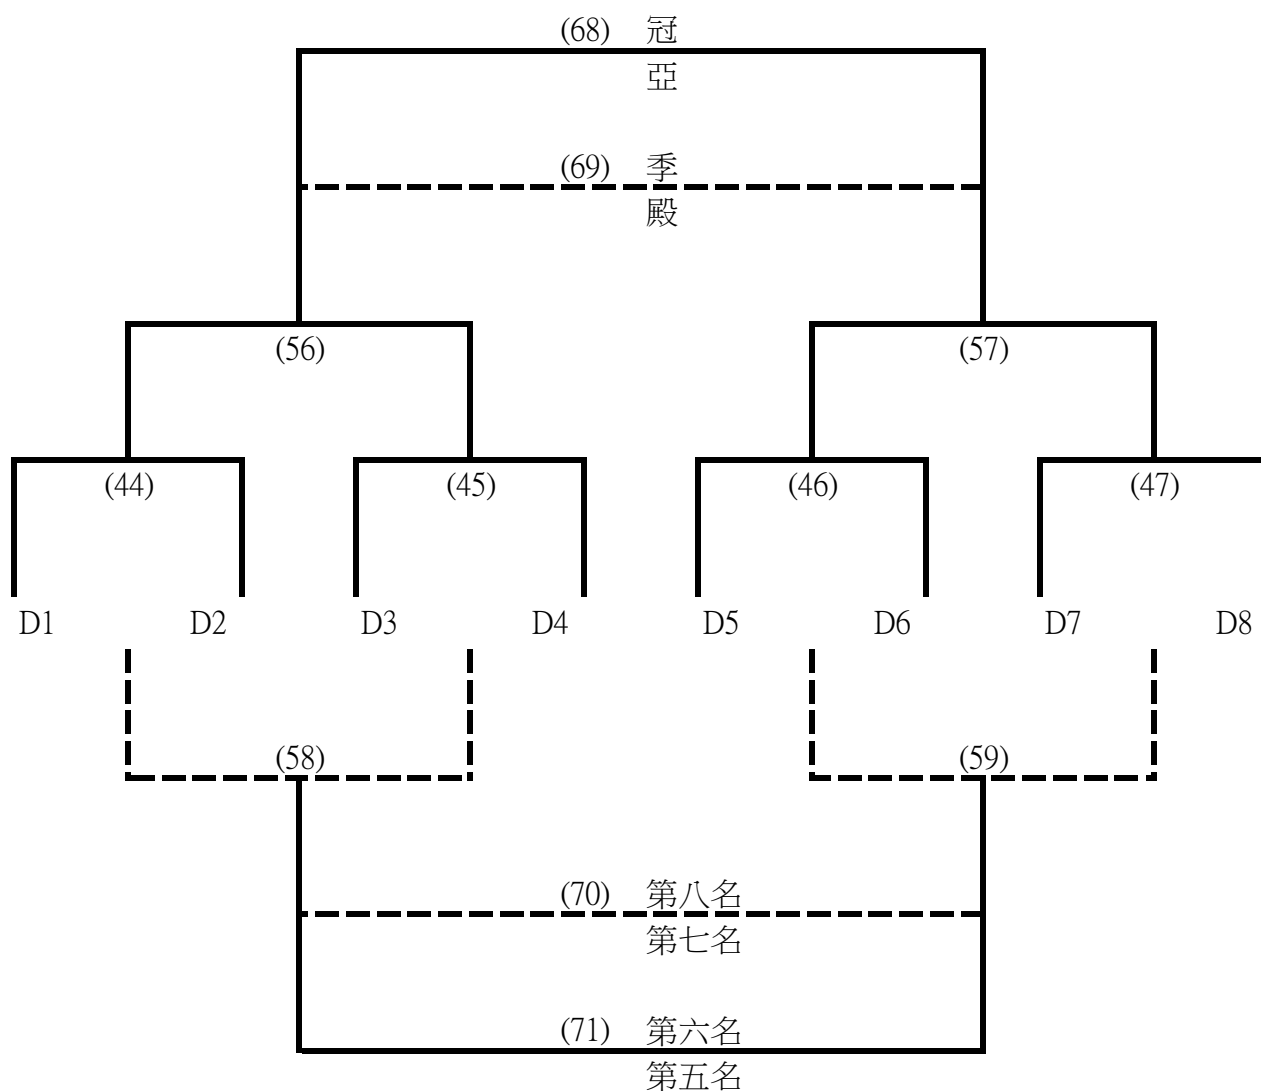 (68) 冠
亞
(69) 季
殿
(56) (57)
(44) (45) (46) (47)
D1 D2 D3 D4 D5 D6 D7 D8
(58) (59)
(70) 第八名
第七名
(71) 第六名
第五名